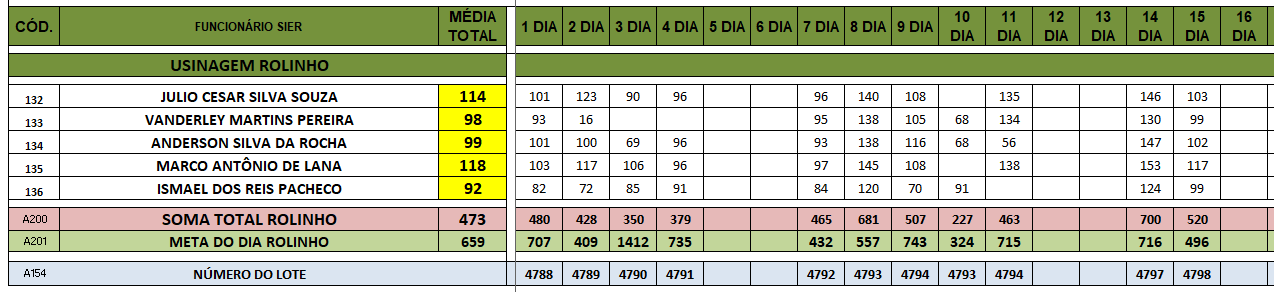 CÓD. FUNCIONÁRIO SIER MÉDIA TOTAL 1 DIA 2 DIA 3 DIA 4 DIA 5 DIA 6 DIA 7 DIA 8 DIA 9 DIA 10 DIA 11 DIA 12 DIA 13 DIA 14 DIA 15 DIA 16 DIA
USINAGEM ROLINHO
132 JULIO CESAR SILVA SOUZA 114 101 123 90 96 96 140 108 135 146 103
133 VANDERLEY MARTINS PEREIRA 98 93 16 95 138 105 68 134 130 99
134 ANDERSON SILVA DA ROCHA 99 101 100 69 96 93 138 116 68 56 147 102
135 MARCO ANTÔNIO DE LANA 118 103 117 106 96 97 145 108 138 153 117
136 ISMAEL DOS REIS PACHECO 92 82 72 85 91 84 120 70 91 124 99
A200 SOMA TOTAL ROLINHO 473 480 428 350 379 465 681 507 227 463 700 520
A201 META DO DIA ROLINHO 659 707 409 1412 735 432 557 743 324 715 716 496
A154 NÚMERO DO LOTE 4788 4789 4790 4791 4792 4793 4794 4793 4794 4797 4798